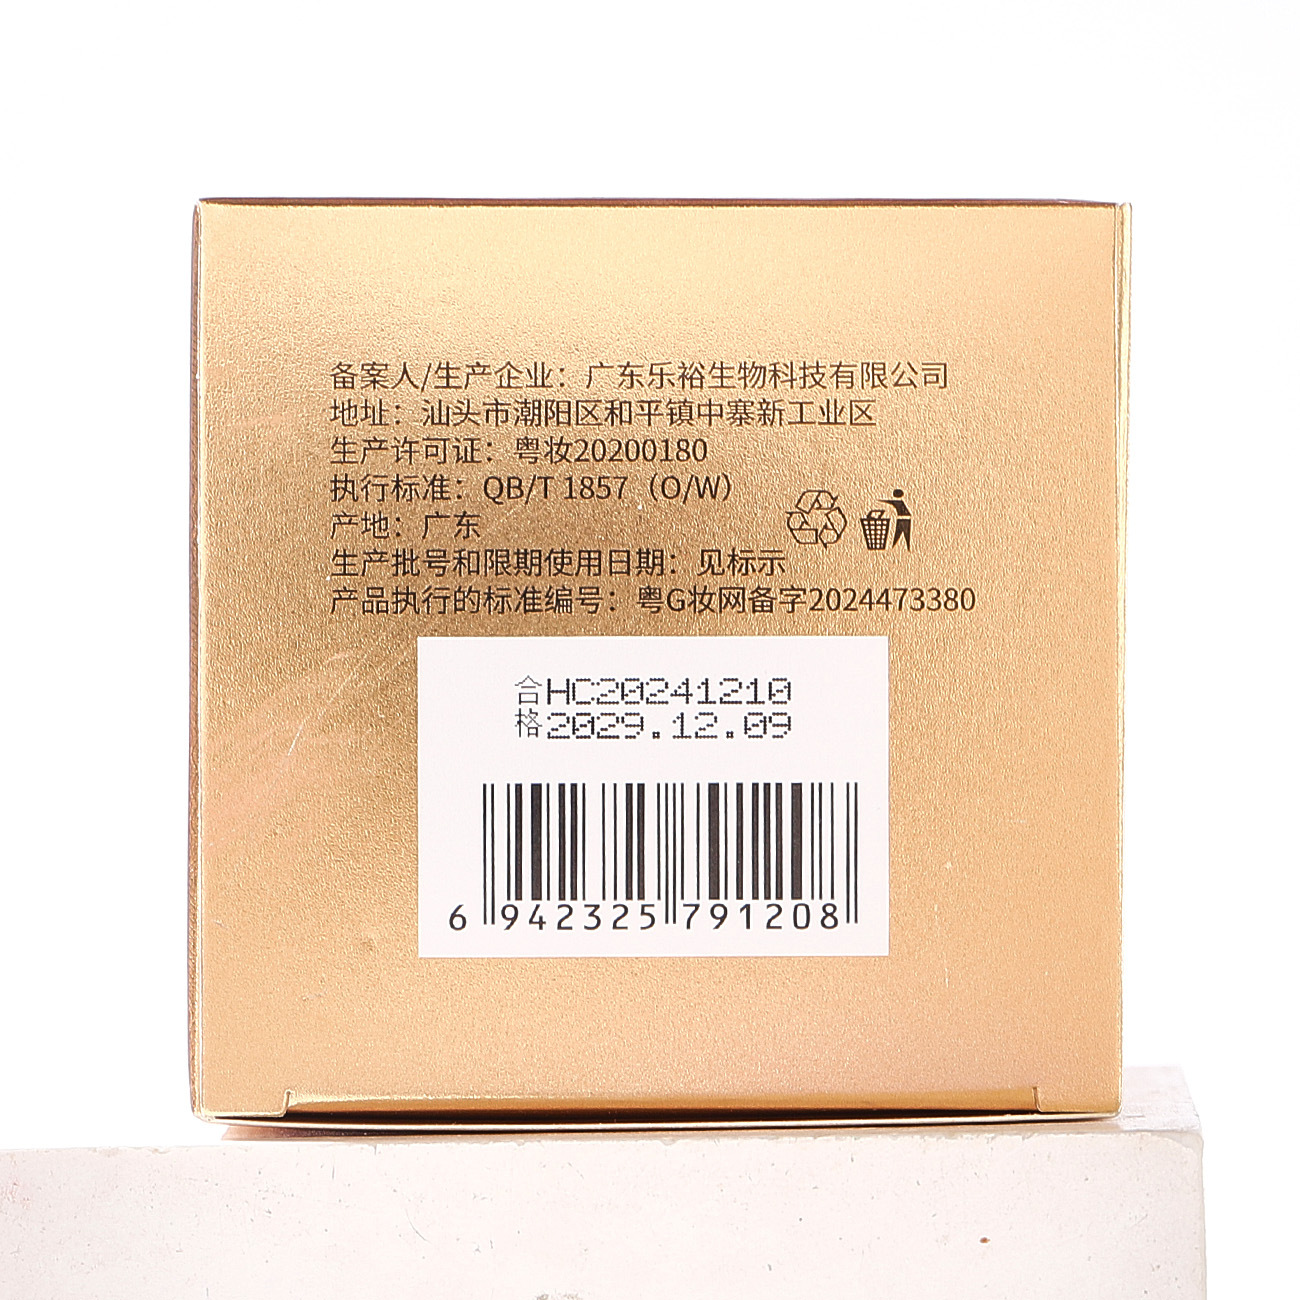 备案人/生产企业：广东乐裕生物科技有限公司
地址：汕头市潮阳区和平镇中寨新工业区
生产许可证：粤妆20200180
执行标准：QB/T 1857（O/W）
产地：广东
生产批号和限期使用日期：见标示
产品执行的标准编号：粤G妆网备字2024473380
合HC20241210
格2029.12.09
6 942325 791208